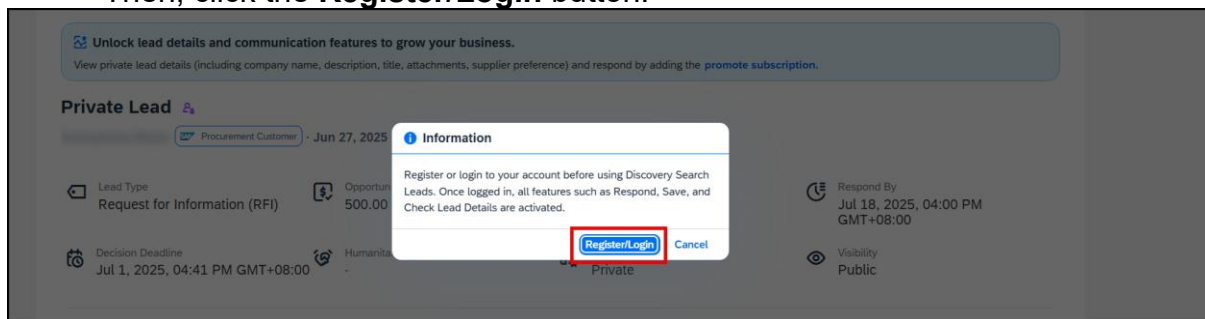 Then, click the Register/Login button.
Unlock lead details and communication features to grow your business.
View private lead details (including company name, description, title, attachments, supplier preference) and respond by adding the promote subscription.
Private Lead
SAP Procurement Customer - Jun 27, 2025
Information
Register or login to your account before using Discovery Search
Leads. Once logged in, all features such as Respond, Save, and
Check Lead Details are activated.
Register/Login Cancel
Lead Type
Request for Information (RFI)
Opportun
500.00
Respond By
Jul 18, 2025, 04:00 PM
GMT+08:00
Decision Deadline
Jul 1, 2025, 04:41 PM GMT+08:00
Humanita
-
Private
Visibility
Public